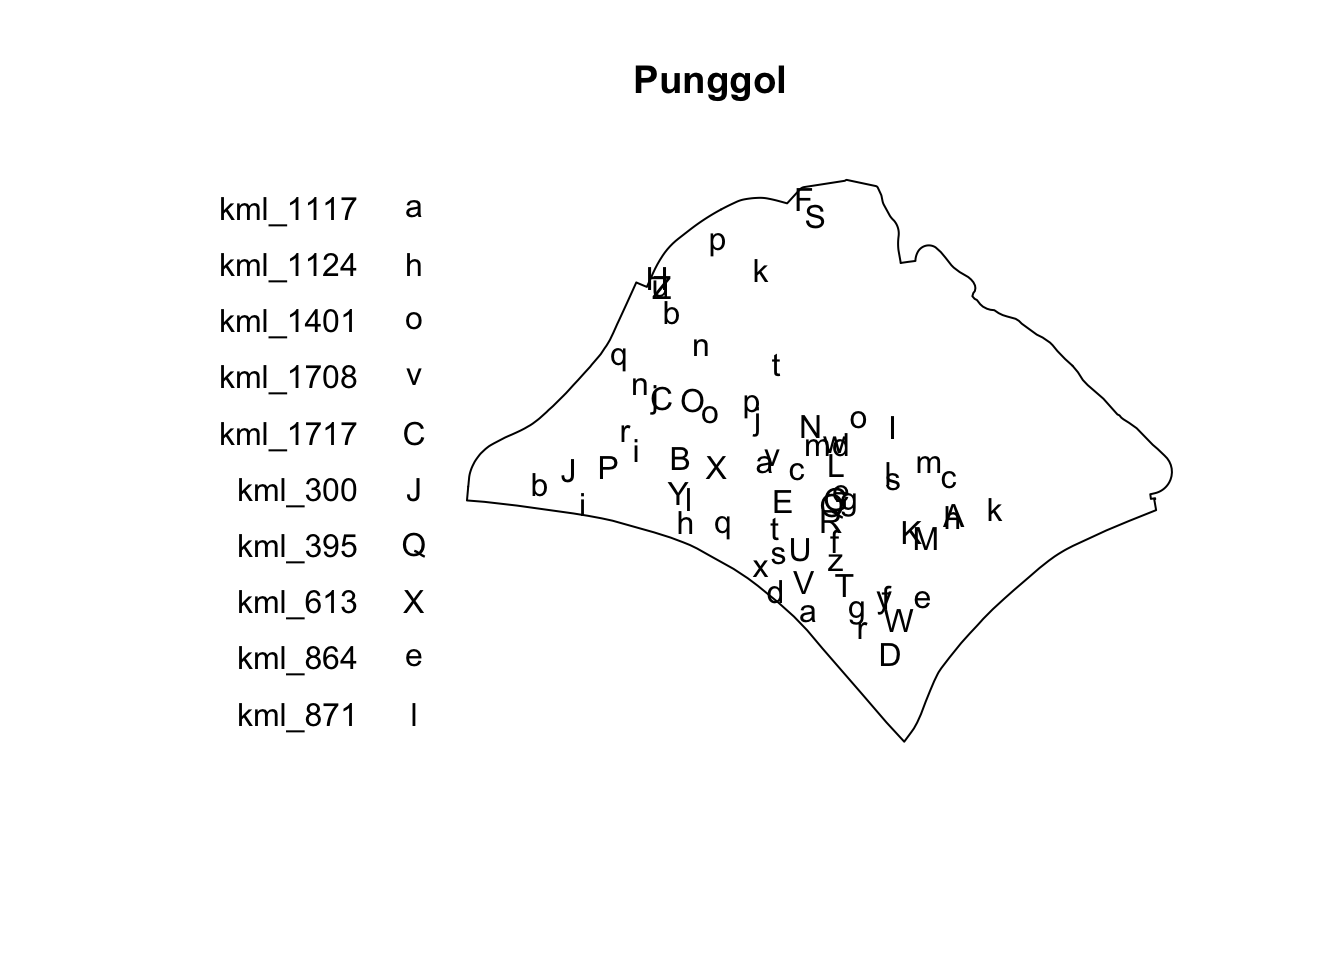 Punggol
kml_1117 a
kml_1124 h
kml_1401 o
kml_1708 v
kml_1717 C
kml_300 J
kml_395 Q
kml_613 X
kml_864 e
kml_871 l
F
S
p
k
b
n
q
t
n
j C O o p
j
N o l
r
i
m w d
B X a v c L
l s m c
b J P
i
Y l E
g
h q t R
A h k
K M
s U f z
x
d V T
y f e
a g W
r
D